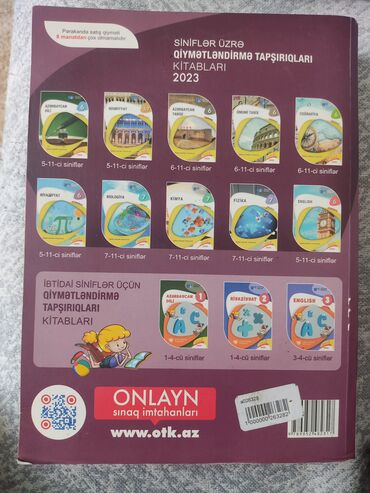 Pərakəndə satış qiyməti
8 manatdan çox olmamalıdır
SİNİFLƏR ÜZRƏ
QİYMƏTLƏNDİRMƏ TAPŞIRIQLARI
KİTABLARI
2023
AZƏRBAYCAN
DİLİ
5-11-ci siniflər
5-11-ci siniflər
AZƏRBAYCAN
TARİXİ
6-11-ci siniflər
ÜMUMİ TARİX
6-11-ci siniflər
COĞRAFİYA
6-11-ci siniflər
RİYAZİYYAT
5-11-ci siniflər
BİOLOGİYA
7-11-ci siniflər
KİMYA
7-11-ci siniflər
FİZİKA
7-11-ci siniflər
ENGLISH
5-11-ci siniflər
İBTİDAİ SİNİFLƏR ÜÇÜN
QİYMƏTLƏNDİRMƏ
TAPŞIRIQLARI
KİTABLARI
AZƏRBAYCAN
DİLİ
1
1-4-cü siniflər
RİYAZİYYAT
2
1-4-cü siniflər
ENGLISH
3
3-4-cü siniflər
ONLAYN
sınaq imtahanları
www.otk.az